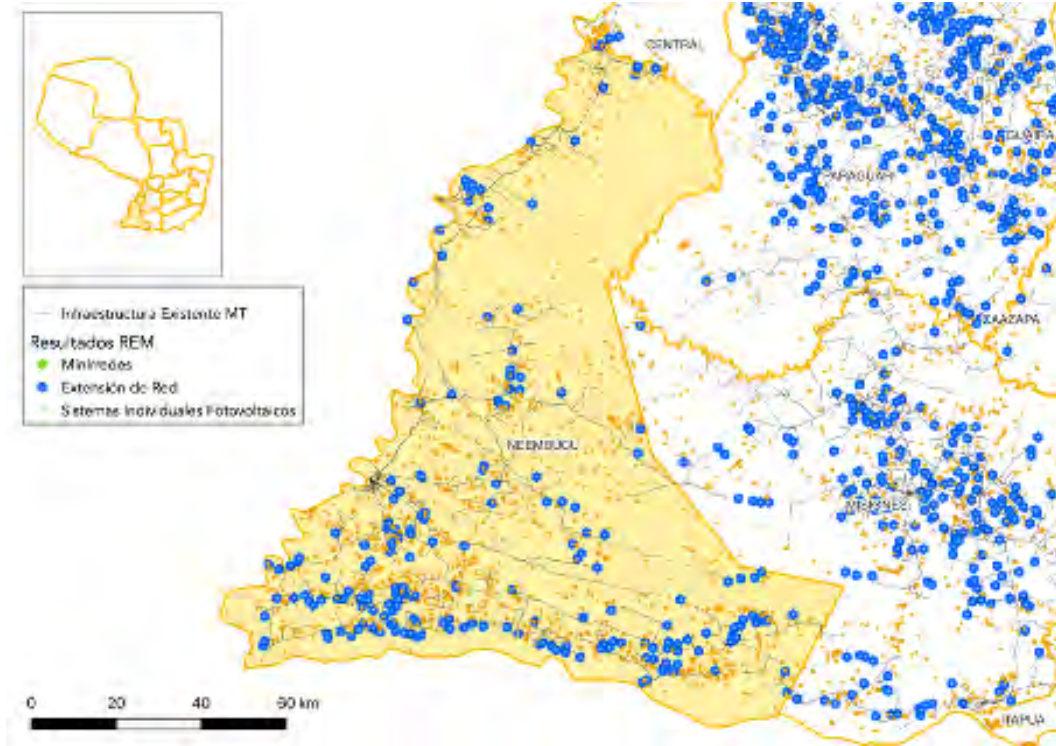 CENTRAL
GUAIRA
PARAGUARI
CAAZAPA
Infraestructura Existente MT
Resultados REM
Minirredes
Extensión de Red
Sistemas Individuales Fotovoltaicos
ÑEEMBUCU
MISIONES
0 20 40 60 km
ITAPUA